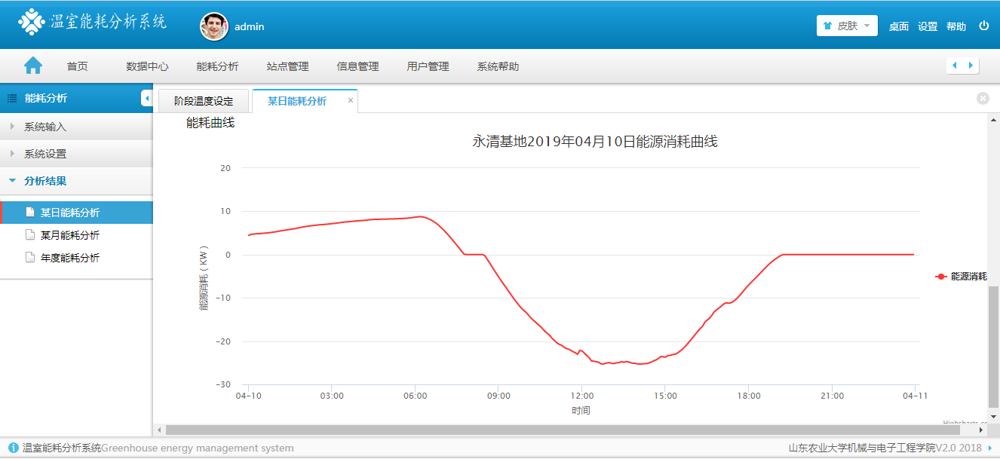 温室能耗分析系统 admin 皮肤 桌面 设置 帮助
首页 数据中心 能耗分析 站点管理 信息管理 用户管理 系统帮助
能耗分析
系统输入
系统设置
分析结果
某日能耗分析
某月能耗分析
年度能耗分析
阶段温度设定 某日能耗分析 ×
能耗曲线
永清基地2019年04月10日能源消耗曲线
20
10
0
-10
-20
-30
能源消耗(KW)
04-10 03:00 06:00 09:00 12:00 15:00 18:00 21:00 04-11
时间
能源消耗
温室能耗分析系统Greenhouse energy management system 山东农业大学机械与电子工程学院V2.0 2018